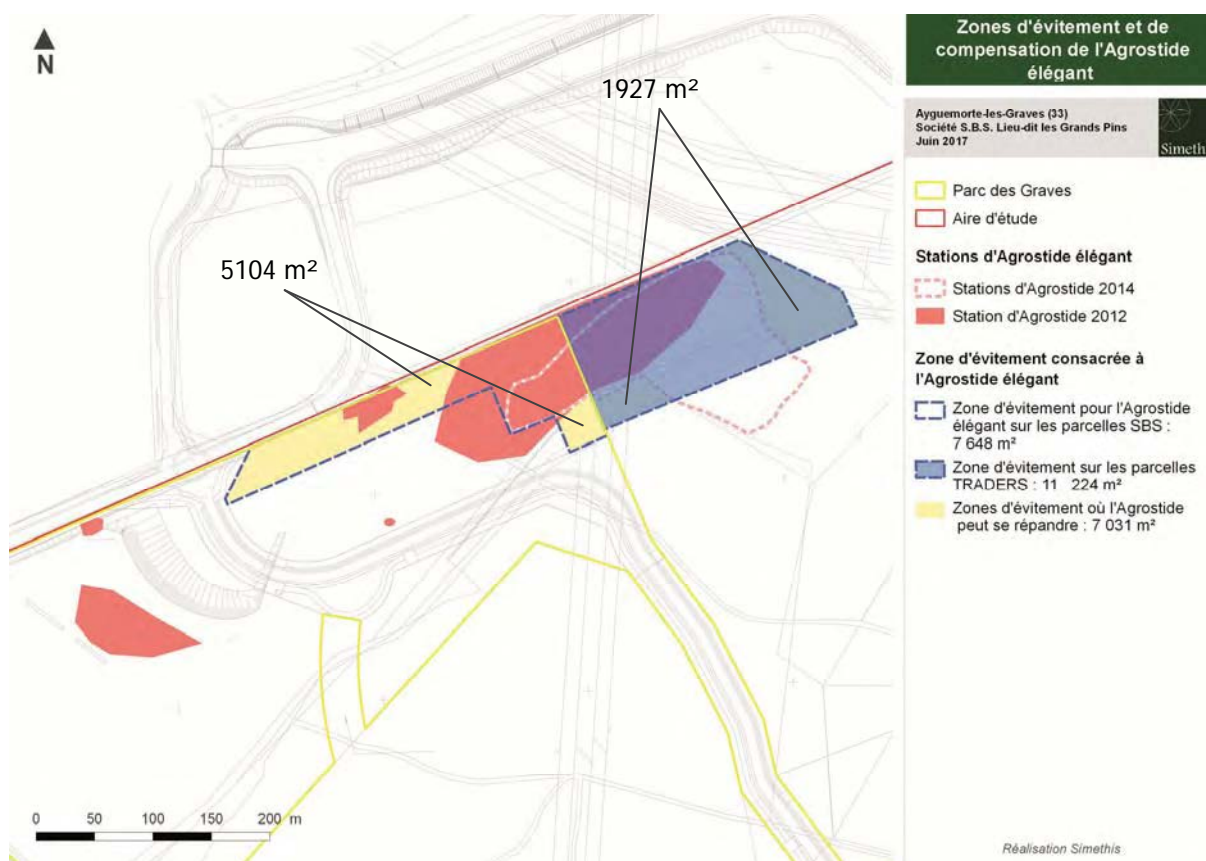 N
1927 m²
5104 m²
0 50 100 150 200 m
Zones d'évitement et de
compensation de l'Agrostide
élégant
Ayguemorte-les-Graves (33)
Société S.B.S. Lieu-dit les Grands Pins
Juin 2017
Simeth
Parc des Graves
Aire d'étude
Stations d'Agrostide élégant
Stations d'Agrostide 2014
Station d'Agrostide 2012
Zone d'évitement consacrée à
l'Agrostide élégant
Zone d'évitement pour l'Agrostide
élégant sur les parcelles SBS :
7 648 m²
Zone d'évitement sur les parcelles
TRADERS : 11 224 m²
Zones d'évitement où l'Agrostide
peut se répandre : 7 031 m²
Réalisation Simethis